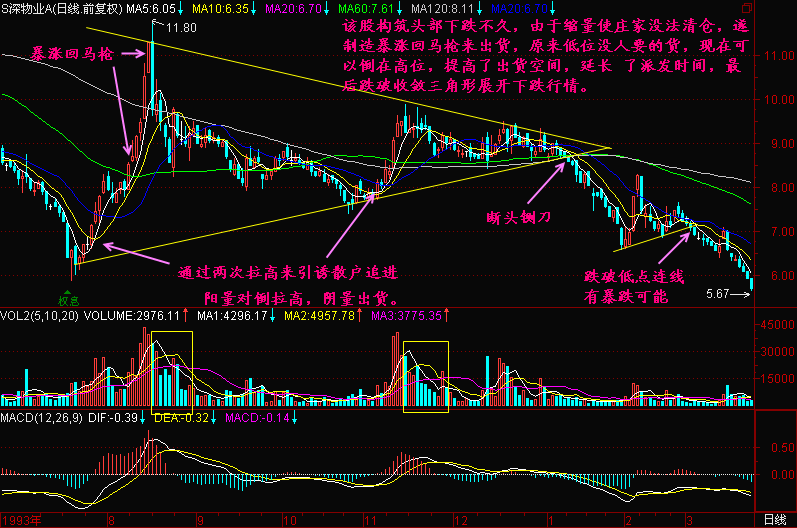 S深物业A(日线.前复权) MA5:6.05↓ MA10:6.35↓ MA20:6.70↓ MA60:7.61↓ MA120:8.11↓ MA20:6.70↓
11.80
该股构筑头部下跌不久，由于缩量使庄家没法清仓，遂
制造暴涨回马枪来出货，原来低位没人要的货，现在可
以倒在高位，提高了出货空间，延长 了派发时间，最
后跌破收敛三角形展开下跌行情。
暴涨回马枪
11.00
10.00
9.00
8.00
7.00
6.00
断头铡刀
通过两次拉高来引诱散户追进
阳量对倒拉高，阴量出货。
跌破低点连线
有暴跌可能
5.67
权息
VOL2(5,10,20) VOLUME:2976.11↑ MA1:4296.17↓ MA2:4957.78↑ MA3:3775.35↑
45000
30000
15000
MACD(12,26,9) DIF:-0.39↓ DEA:-0.32↓ MACD:-0.14↓
0.50
0.00
1993年 8 9 10 11 12 1 2 3 日线